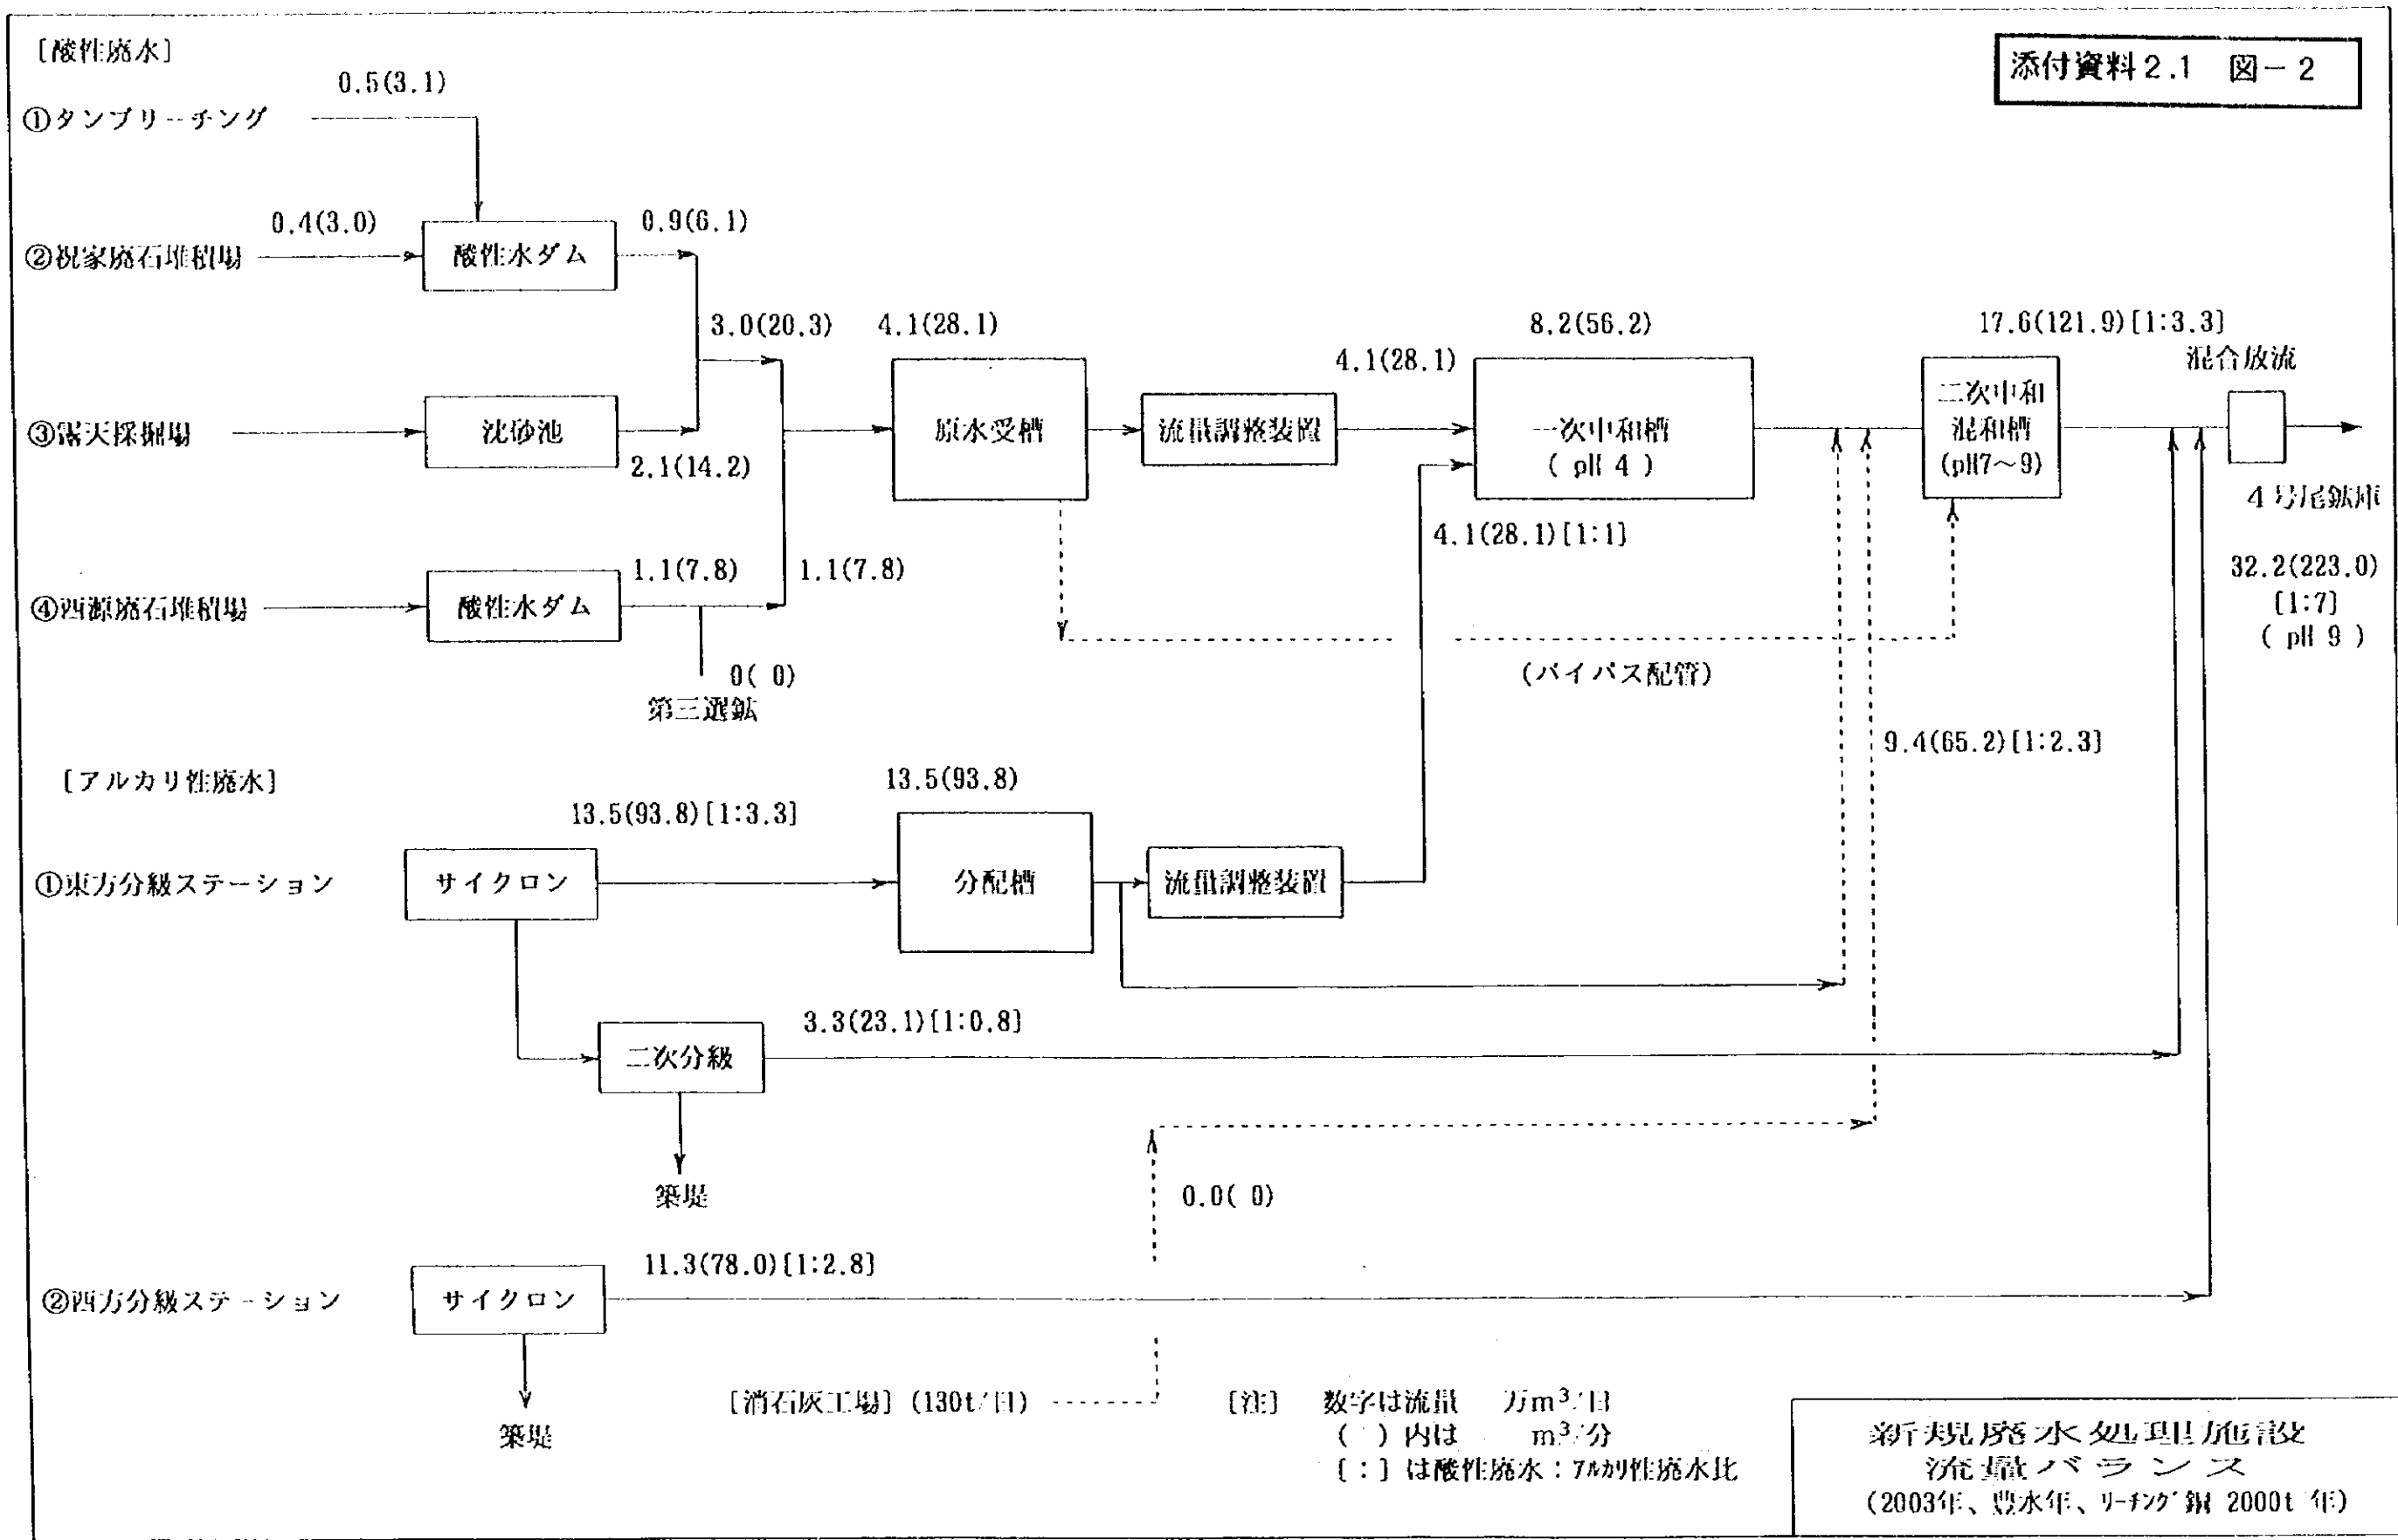 添付資料2.1 図－2
[酸性廃水]
0.5(3.1)
①タンブリーチング
0.4(3.0)
②祝家廃石堆積場
酸性水ダム
0.9(6.1)
3.0(20.3)
③露天採掘場
沈砂池
2.1(14.2)
④西源廃石堆積場
酸性水ダム
1.1(7.8)
1.1(7.8)
0( 0)
第三選鉱
4.1(28.1)
原水受槽
流量調整装置
4.1(28.1)
8.2(56.2)
一次中和槽
( pH 4 )
4.1(28.1)[1:1]
17.6(121.9)[1:3.3]
二次中和
混和槽
(pH7～9)
混合放流
4号尾鉱庫
32.2(223.0)
[1:7]
( pH 9 )
(バイパス配管)
9.4(65.2)[1:2.3]
[アルカリ性廃水]
13.5(93.8)[1:3.3]
①東方分級ステーション
サイクロン
13.5(93.8)
分配槽
流量調整装置
3.3(23.1)[1:0.8]
二次分級
築堤
0.0( 0)
11.3(78.0)[1:2.8]
②西方分級ステーション
サイクロン
築堤
[消石灰工場] (130t/日)
[注] 数字は流量 万m³/日
( ) 内は m³/分
[:] は酸性廃水：アルカリ性廃水比
新規廃水処理施設
流量バランス
(2003年、豊水年、リーチング銅 2000t/年)